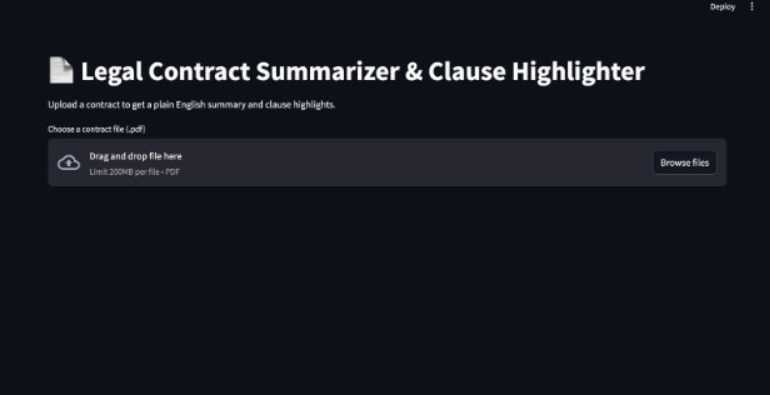 Deploy
Legal Contract Summarizer & Clause Highlighter
Upload a contract to get a plain English summary and clause highlights.
Choose a contract file (.pdf)
Drag and drop file here
Limit 200MB per file • PDF
Browse files